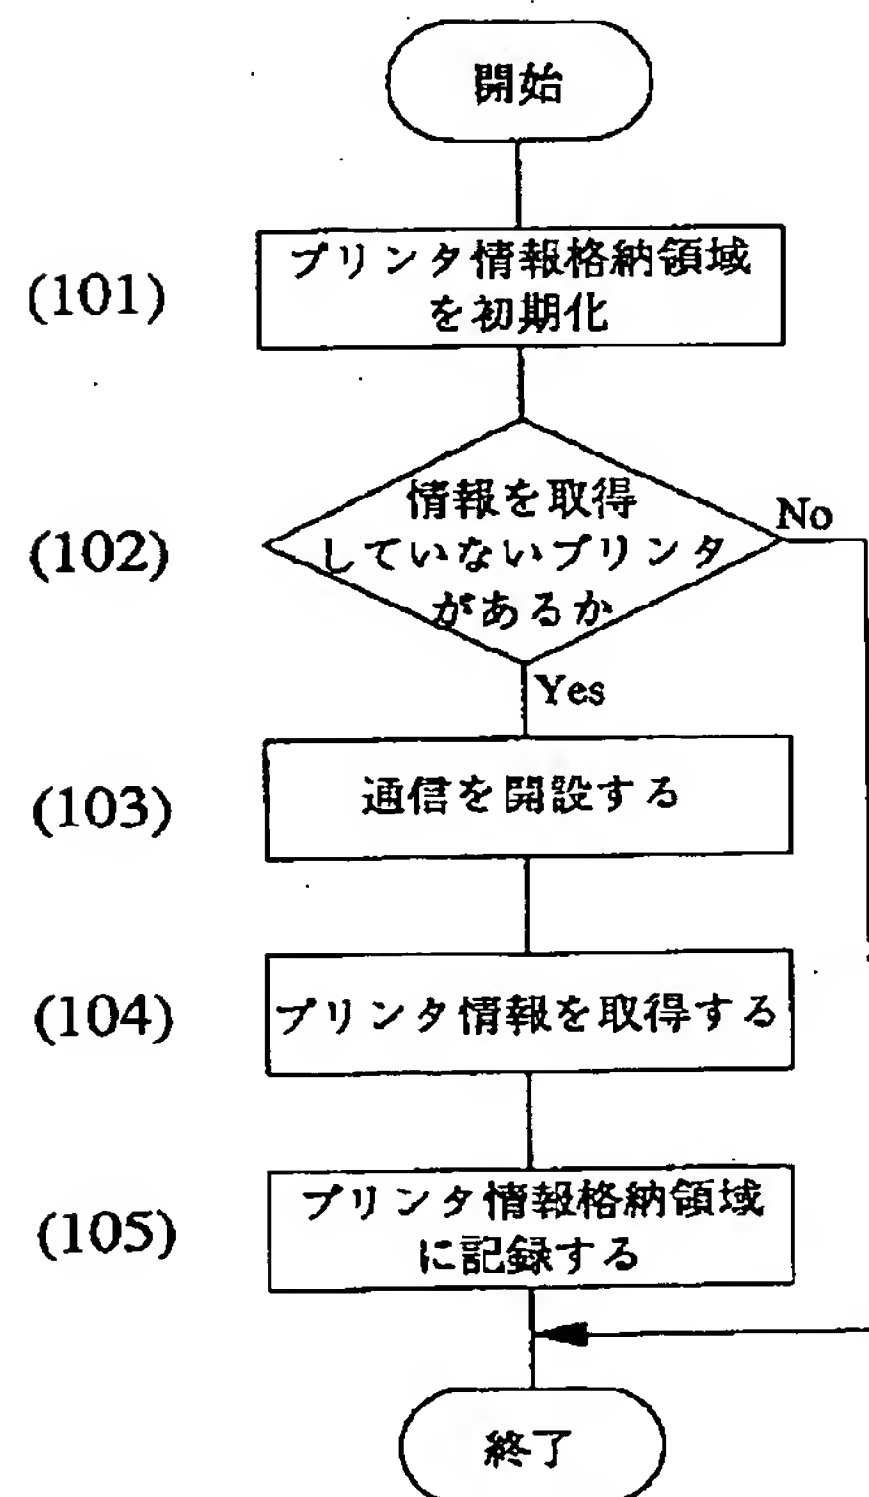 開始
(101)
プリンタ情報格納領域
を初期化
(102)
情報を取得
していないプリンタ
があるか
No
Yes
(103)
通信を開設する
(104)
プリンタ情報を取得する
(105)
プリンタ情報格納領域
に記録する
終了